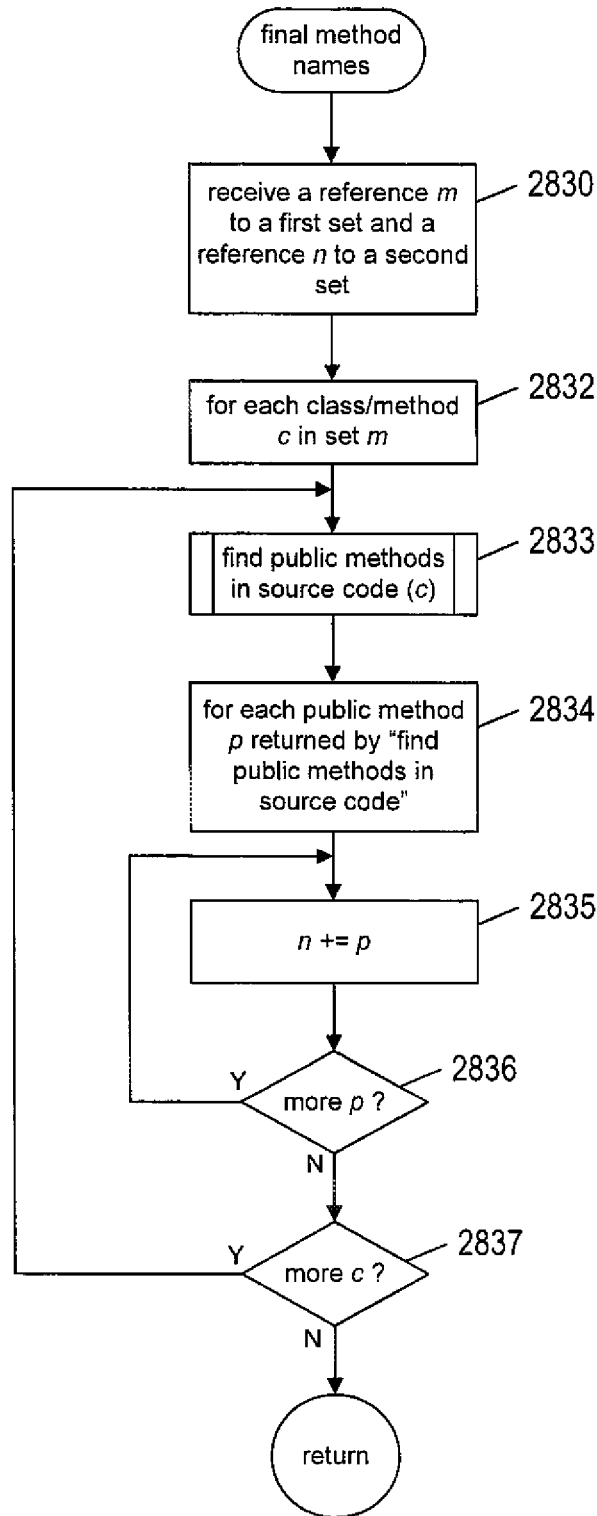 final method
names
2830
receive a reference m
to a first set and a
reference n to a second
set
2832
for each class/method
c in set m
2833
find public methods
in source code (c)
2834
for each public method
p returned by “find
public methods in
source code”
2835
n += p
2836
Y
more p ?
N
2837
Y
more c ?
N
return